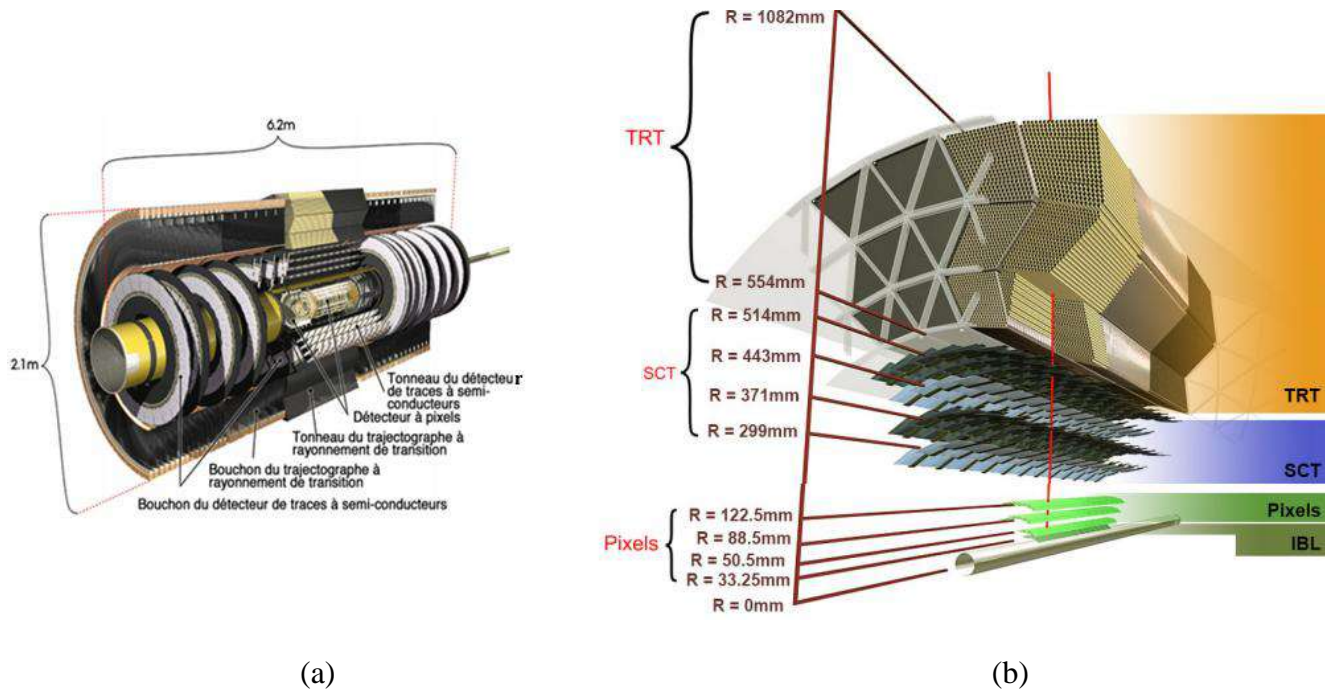 6.2m
2.1m
Tonneau du détecteur
de traces à semi-
conducteurs
Détecteur à pixels
Tonneau du trajectographe à
rayonnement de transition
Bouchon du trajectographe à
rayonnement de transition
Bouchon du détecteur de traces à semi-conducteurs
(a)
R = 1082mm
TRT
R = 554mm
R = 514mm
R = 443mm
SCT
R = 371mm
R = 299mm
R = 122.5mm
Pixels
R = 88.5mm
R = 50.5mm
R = 33.25mm
R = 0mm
TRT
SCT
Pixels
IBL
(b)